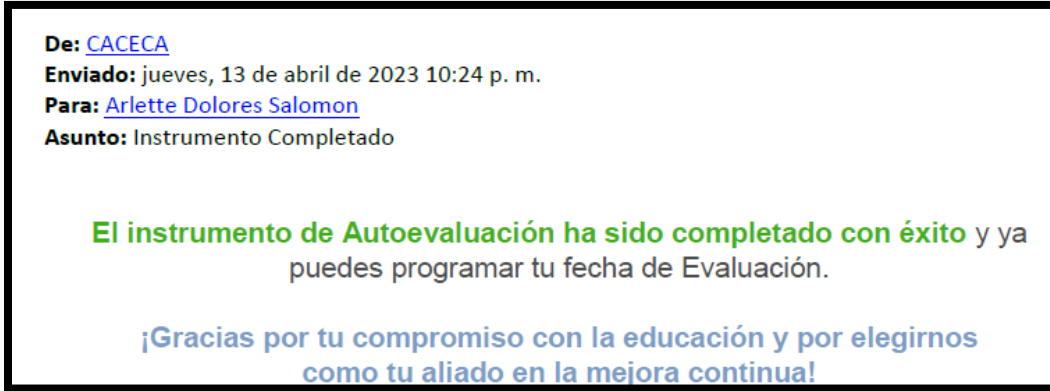 De: CACECA
Enviado: jueves, 13 de abril de 2023 10:24 p. m.
Para: Arlette Dolores Salomon
Asunto: Instrumento Completado
El instrumento de Autoevaluación ha sido completado con éxito y ya
puedes programar tu fecha de Evaluación.
¡Gracias por tu compromiso con la educación y por elegirnos
como tu aliado en la mejora continua!